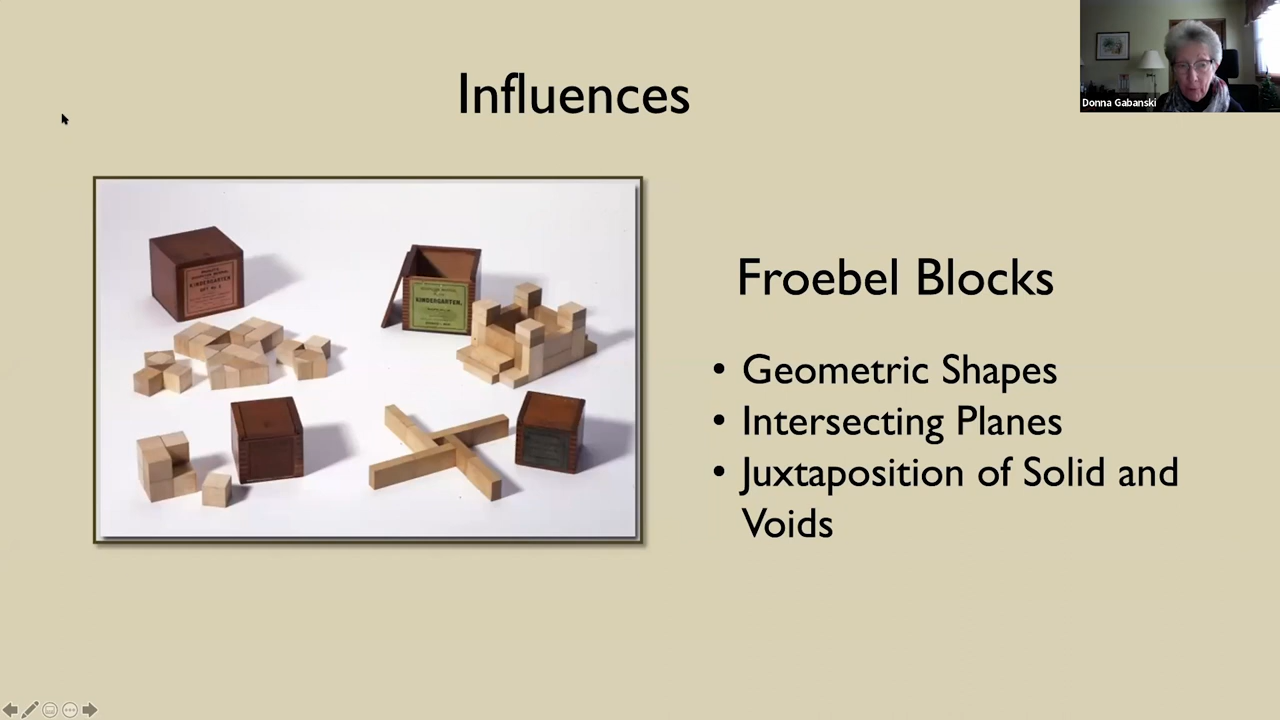 Influences
Donna Gabanski
KINDERGARTEN
KINDERGARTEN.
Froebel Blocks
• Geometric Shapes
• Intersecting Planes
• Juxtaposition of Solid and
Voids